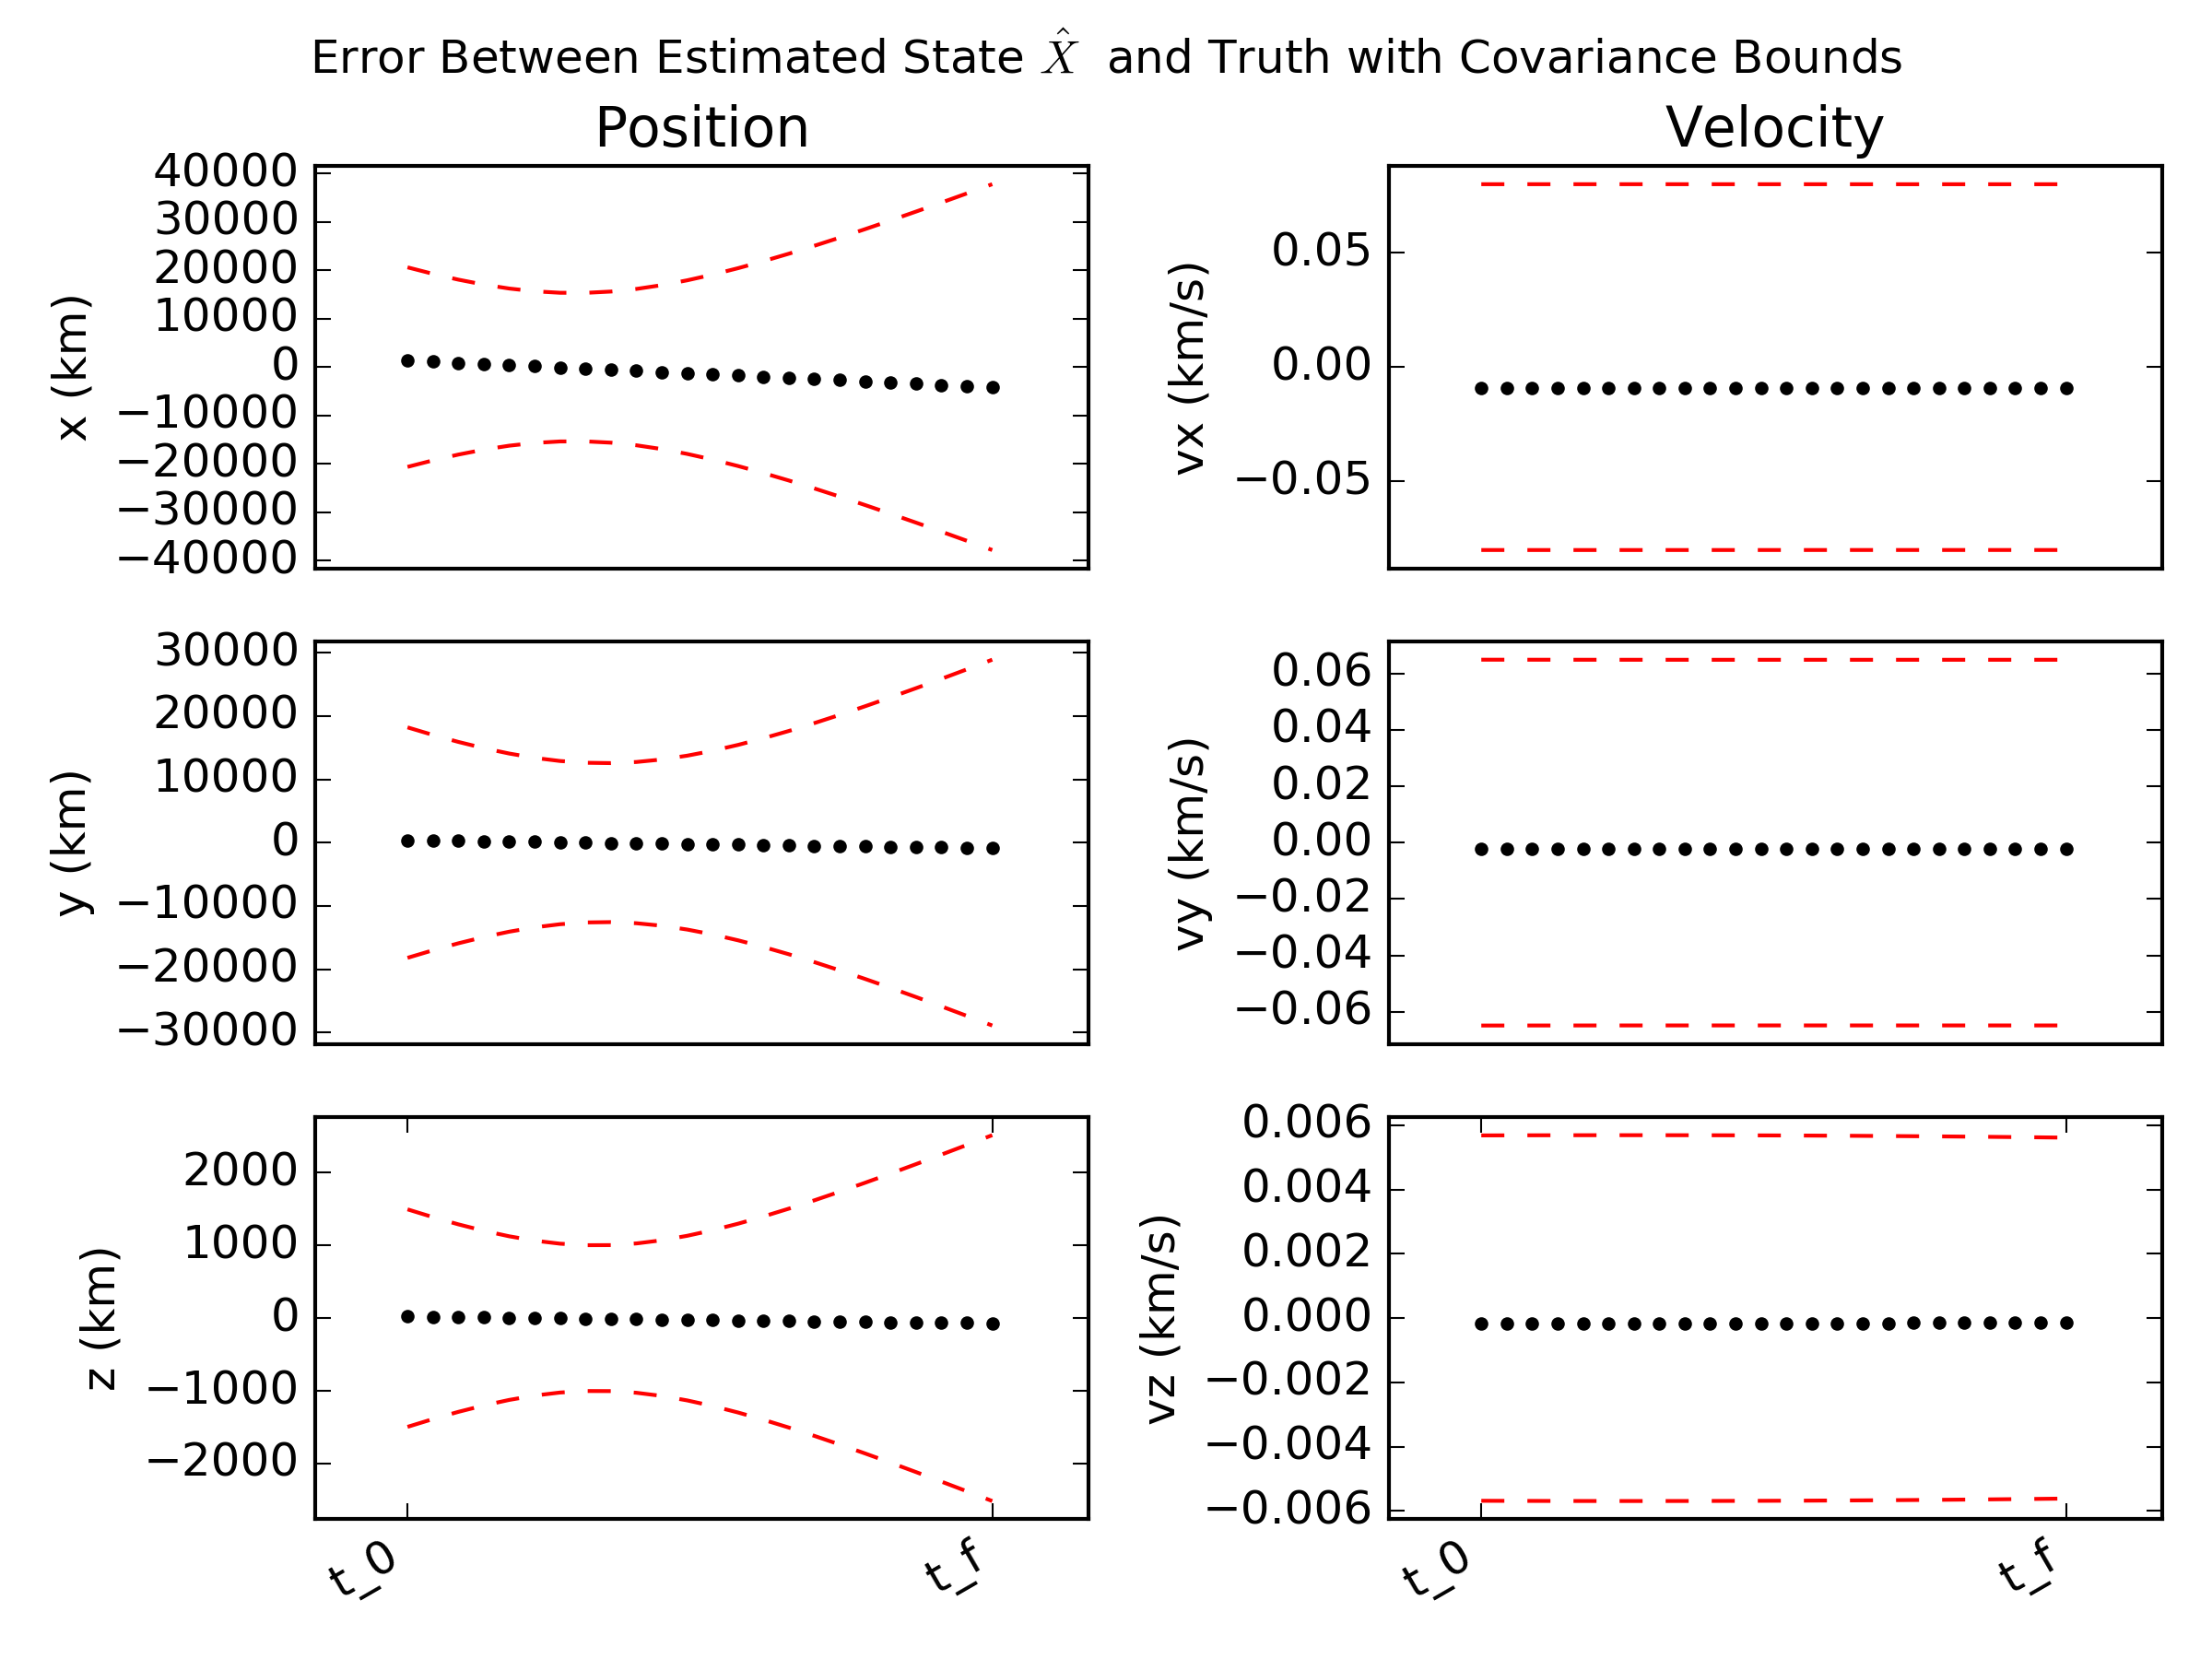 Error Between Estimated State X̂ and Truth with Covariance Bounds
Position
Velocity
40000
30000
20000
10000
0
−10000
−20000
−30000
−40000
x (km)
0.05
0.00
−0.05
vx (km/s)
30000
20000
10000
0
−10000
−20000
−30000
y (km)
0.06
0.04
0.02
0.00
−0.02
−0.04
−0.06
vy (km/s)
2000
1000
0
−1000
−2000
z (km)
t_0
t_f
0.006
0.004
0.002
0.000
−0.002
−0.004
−0.006
vz (km/s)
t_0
t_f